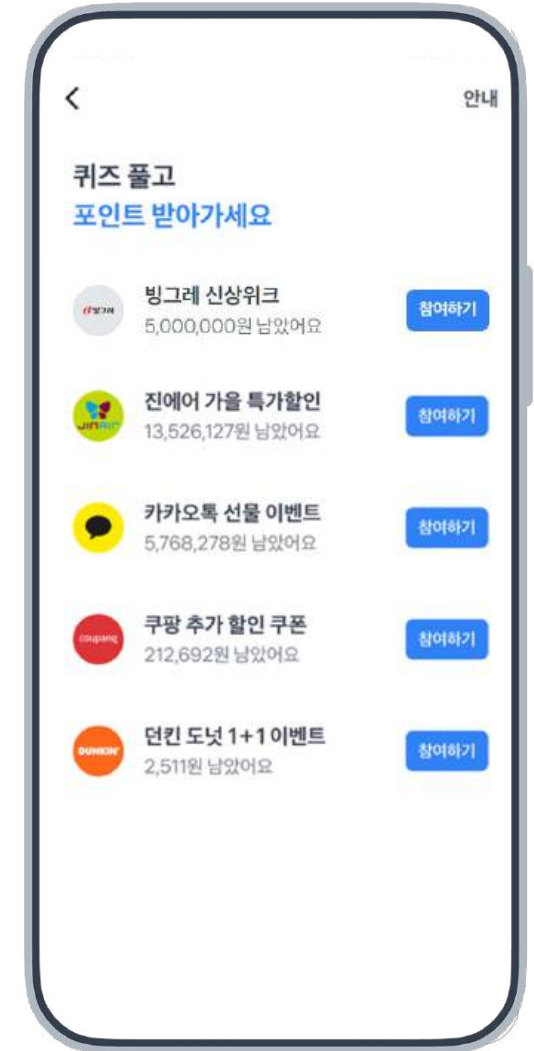 안내
퀴즈 풀고
포인트 받아가세요
빙그레
빙그레 신상위크
5,000,000원 남았어요
참여하기
JINAIR
진에어 가을 특가할인
13,526,127원 남았어요
참여하기
카카오톡 선물 이벤트
5,768,278원 남았어요
참여하기
coupang
쿠팡 추가 할인 쿠폰
212,692원 남았어요
참여하기
DUNKIN'
던킨 도넛 1+1 이벤트
2,511원 남았어요
참여하기